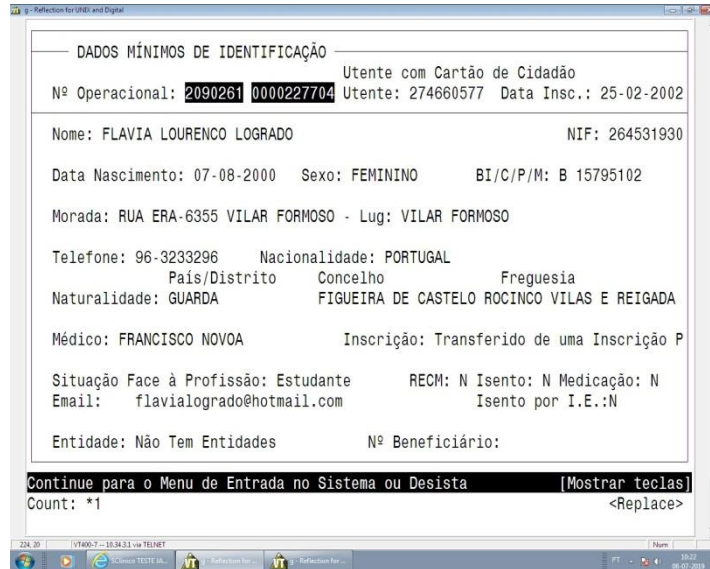 g - Reflection for UNIX and Digital
DADOS MÍNIMOS DE IDENTIFICAÇÃO
Utente com Cartão de Cidadão
Nº Operacional: 2090261 0000227704 Utente: 274660577 Data Insc.: 25-02-2002
Nome: FLAVIA LOURENCO LOGRADO NIF: 264531930
Data Nascimento: 07-08-2000 Sexo: FEMININO BI/C/P/M: B 15795102
Morada: RUA ERA-6355 VILAR FORMOSO - Lug: VILAR FORMOSO
Telefone: 96-3233296 Nacionalidade: PORTUGAL
País/Distrito Concelho Freguesia
Naturalidade: GUARDA FIGUEIRA DE CASTELO ROCINCO VILAS E REIGADA
Médico: FRANCISCO NOVOA Inscrição: Transferido de uma Inscrição P
Situação Face à Profissão: Estudante RECM: N Isento: N Medicação: N
Email: flavialogrado@hotmail.com Isento por I.E.:N
Entidade: Não Tem Entidades Nº Beneficiário:
Continue para o Menu de Entrada no Sistema ou Desista [Mostrar teclas]
Count: *1 <Replace>
224, 20 VT400-7 -- 10.34.3.1 via TELNET Num
SClinico TESTE IA... g - Reflection for ... g - Reflection for ... PT 10:22
08-07-2019